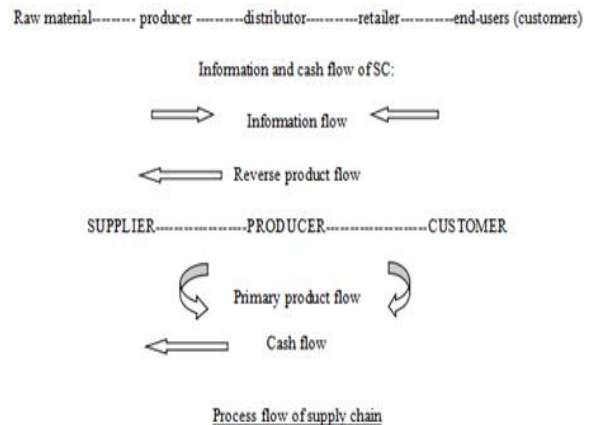 Raw material--------- producer ----------distributor-----------retailer-----------end-users (customers)
Information and cash flow of SC:
Information flow
Reverse product flow
SUPPLIER-------------------PRODUCER---------------------CUSTOMER
Primary product flow
Cash flow
Process flow of supply chain